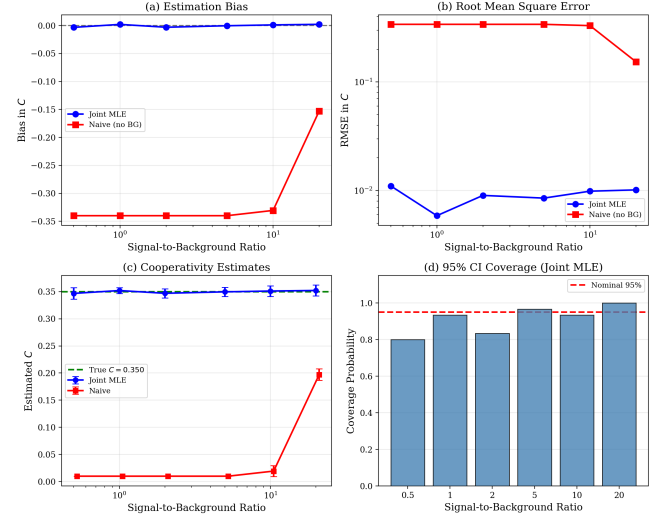 (a) Estimation Bias
0.00
−0.05
−0.10
−0.15
−0.20
−0.25
−0.30
−0.35
Bias in C
Joint MLE
Naive (no BG)
10⁰
10¹
Signal-to-Background Ratio
(b) Root Mean Square Error
10⁻¹
10⁻²
RMSE in C
Joint MLE
Naive (no BG)
10⁰
10¹
Signal-to-Background Ratio
(c) Cooperativity Estimates
0.35
0.30
0.25
0.20
0.15
0.10
0.05
0.00
Estimated C
True C = 0.350
Joint MLE
Naive
10⁰
10¹
Signal-to-Background Ratio
(d) 95% CI Coverage (Joint MLE)
Nominal 95%
1.0
0.8
0.6
0.4
0.2
0.0
Coverage Probability
0.5
1
2
5
10
20
Signal-to-Background Ratio